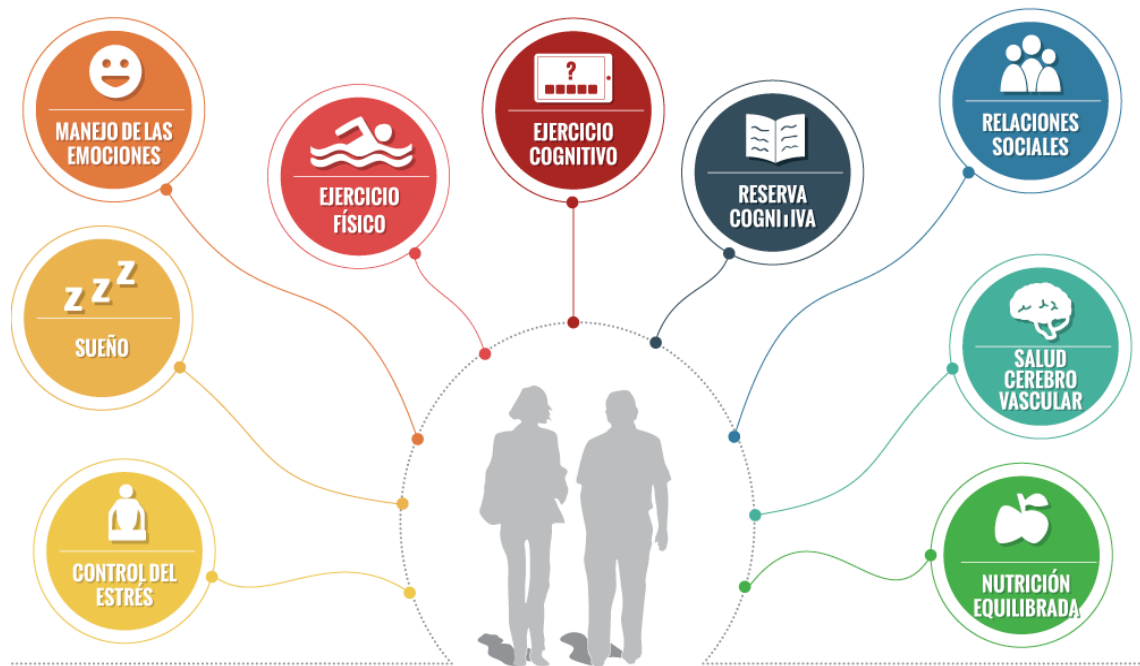 MANEJO DE LAS
EMOCIONES
EJERCICIO
FÍSICO
?
EJERCICIO
COGNITIVO
RESERVA
COGNITIVA
RELACIONES
SOCIALES
z z z
SUEÑO
SALUD
CEREBRO
VASCULAR
CONTROL DEL
ESTRÉS
NUTRICIÓN
EQUILIBRADA